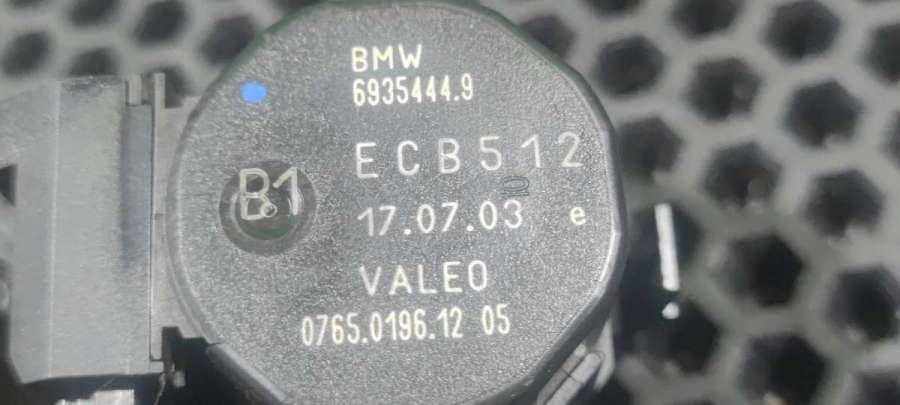 BMW
6935444.9
ECB512
B1
17.07.03 e
VALEO
0765.0196.12 05